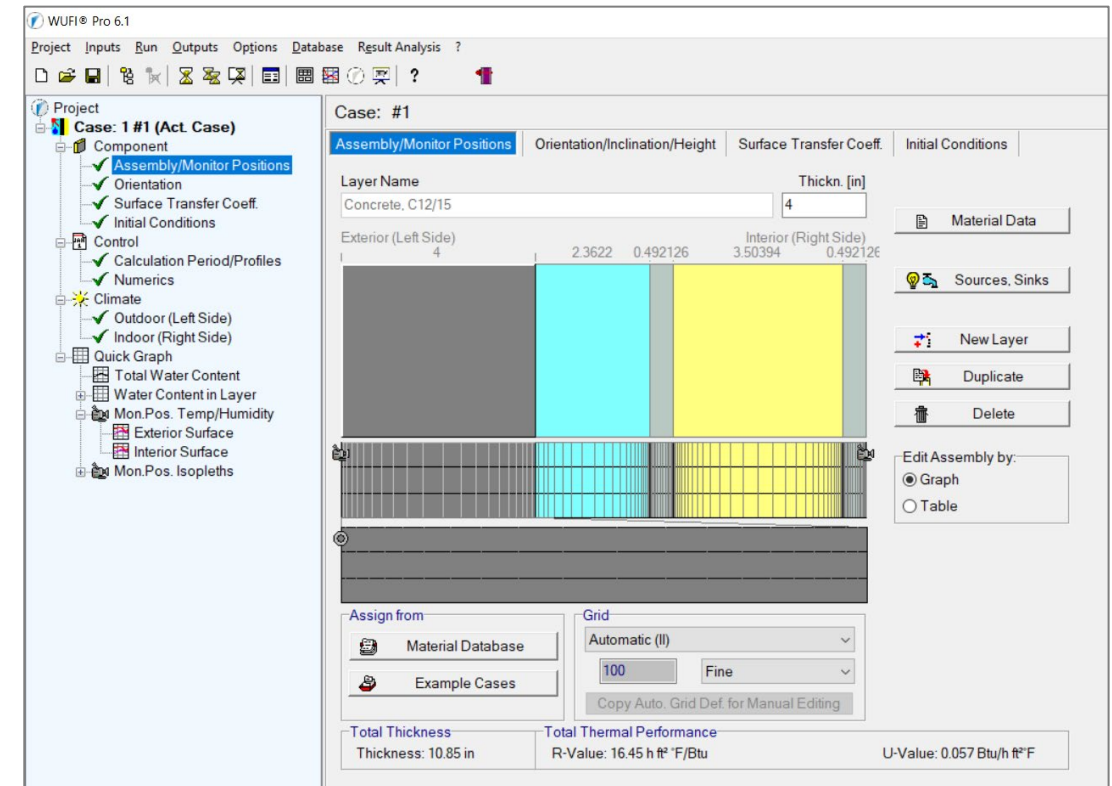 WUFI® Pro 6.1
Project Inputs Run Outputs Options Database Result Analysis ?
?
Project
Case: 1 #1 (Act. Case)
Component
Assembly/Monitor Positions
Orientation
Surface Transfer Coeff.
Initial Conditions
Control
Calculation Period/Profiles
Numerics
Climate
Outdoor (Left Side)
Indoor (Right Side)
Quick Graph
Total Water Content
Water Content in Layer
Mon.Pos. Temp/Humidity
Exterior Surface
Interior Surface
Mon.Pos. Isopleths
Case: #1
Assembly/Monitor Positions Orientation/Inclination/Height Surface Transfer Coeff. Initial Conditions
Layer Name Thickn. [in]
Concrete, C12/15 4
Exterior (Left Side) Interior (Right Side)
4 2.3622 0.492126 3.50394 0.492126
Material Data
Sources, Sinks
New Layer
Duplicate
Delete
Edit Assembly by:
Graph
Table
Assign from
Material Database
Example Cases
Grid
Automatic (II)
100 Fine
Copy Auto. Grid Def. for Manual Editing
Total Thickness
Thickness: 10.85 in
Total Thermal Performance
R-Value: 16.45 h ft² °F/Btu U-Value: 0.057 Btu/h ft²°F